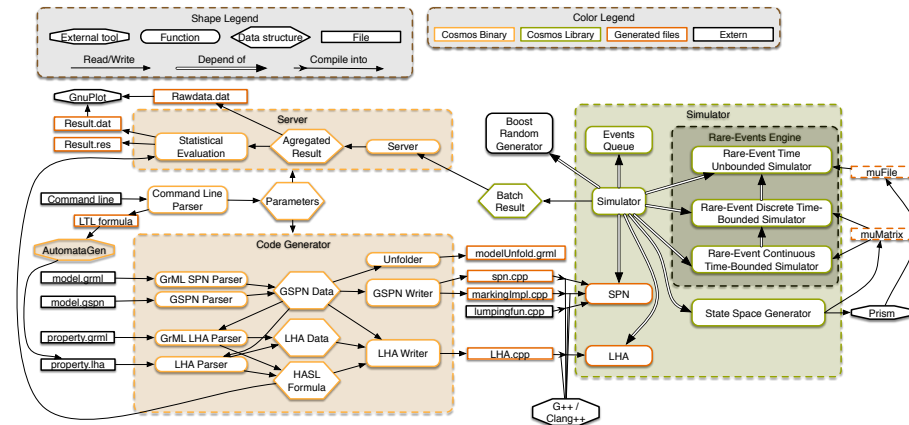 Shape Legend
External tool
Function
Data structure
File
Read/Write
Depend of
Compile into
Color Legend
Cosmos Binary
Cosmos Library
Generated files
Extern
GnuPlot
Rawdata.dat
Result.dat
Result.res
Server
Statistical
Evaluation
Agregated
Result
Server
Command line
Command Line
Parser
Parameters
LTL formula
AutomataGen
Batch
Result
Boost
Random
Generator
Simulator
Events
Queue
Simulator
Rare-Events Engine
Rare-Event Time
Unbounded Simulator
Rare-Event Discrete Time-
Bounded Simulator
Rare-Event Continuous
Time-Bounded Simulator
muFile
muMatrix
State Space Generator
Prism
Code Generator
model.grml
model.gspn
property.grml
property.lha
GrML SPN Parser
GSPN Parser
GrML LHA Parser
LHA Parser
GSPN Data
LHA Data
HASL
Formula
Unfolder
GSPN Writer
LHA Writer
modelUnfold.grml
spn.cpp
markingImpl.cpp
lumpingfun.cpp
LHA.cpp
SPN
LHA
G++ /
Clang++